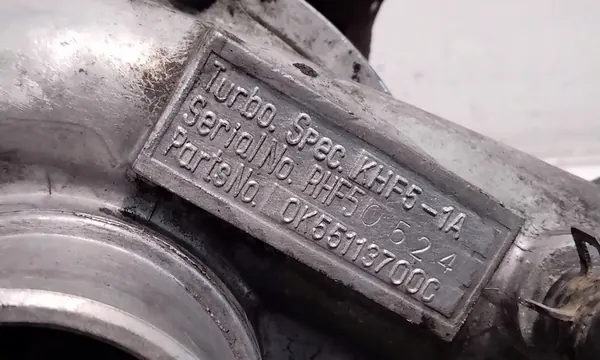 Turbo. Spec. KHF5-1A
Serial No. RHF50624
Parts No. 0K55113700C